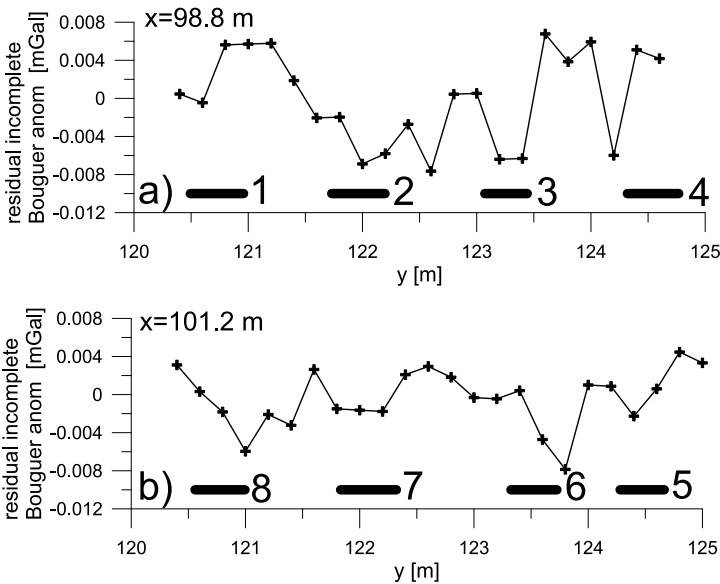 x=98.8 m
residual incomplete
Bouguer anom [mGal]
0.008
0.004
0
-0.004
-0.008
-0.012
a) 1 2 3 4
120 121 122 123 124 125
y [m]
x=101.2 m
residual incomplete
Bouguer anom [mGal]
0.008
0.004
0
-0.004
-0.008
-0.012
b) 8 7 6 5
120 121 122 123 124 125
y [m]